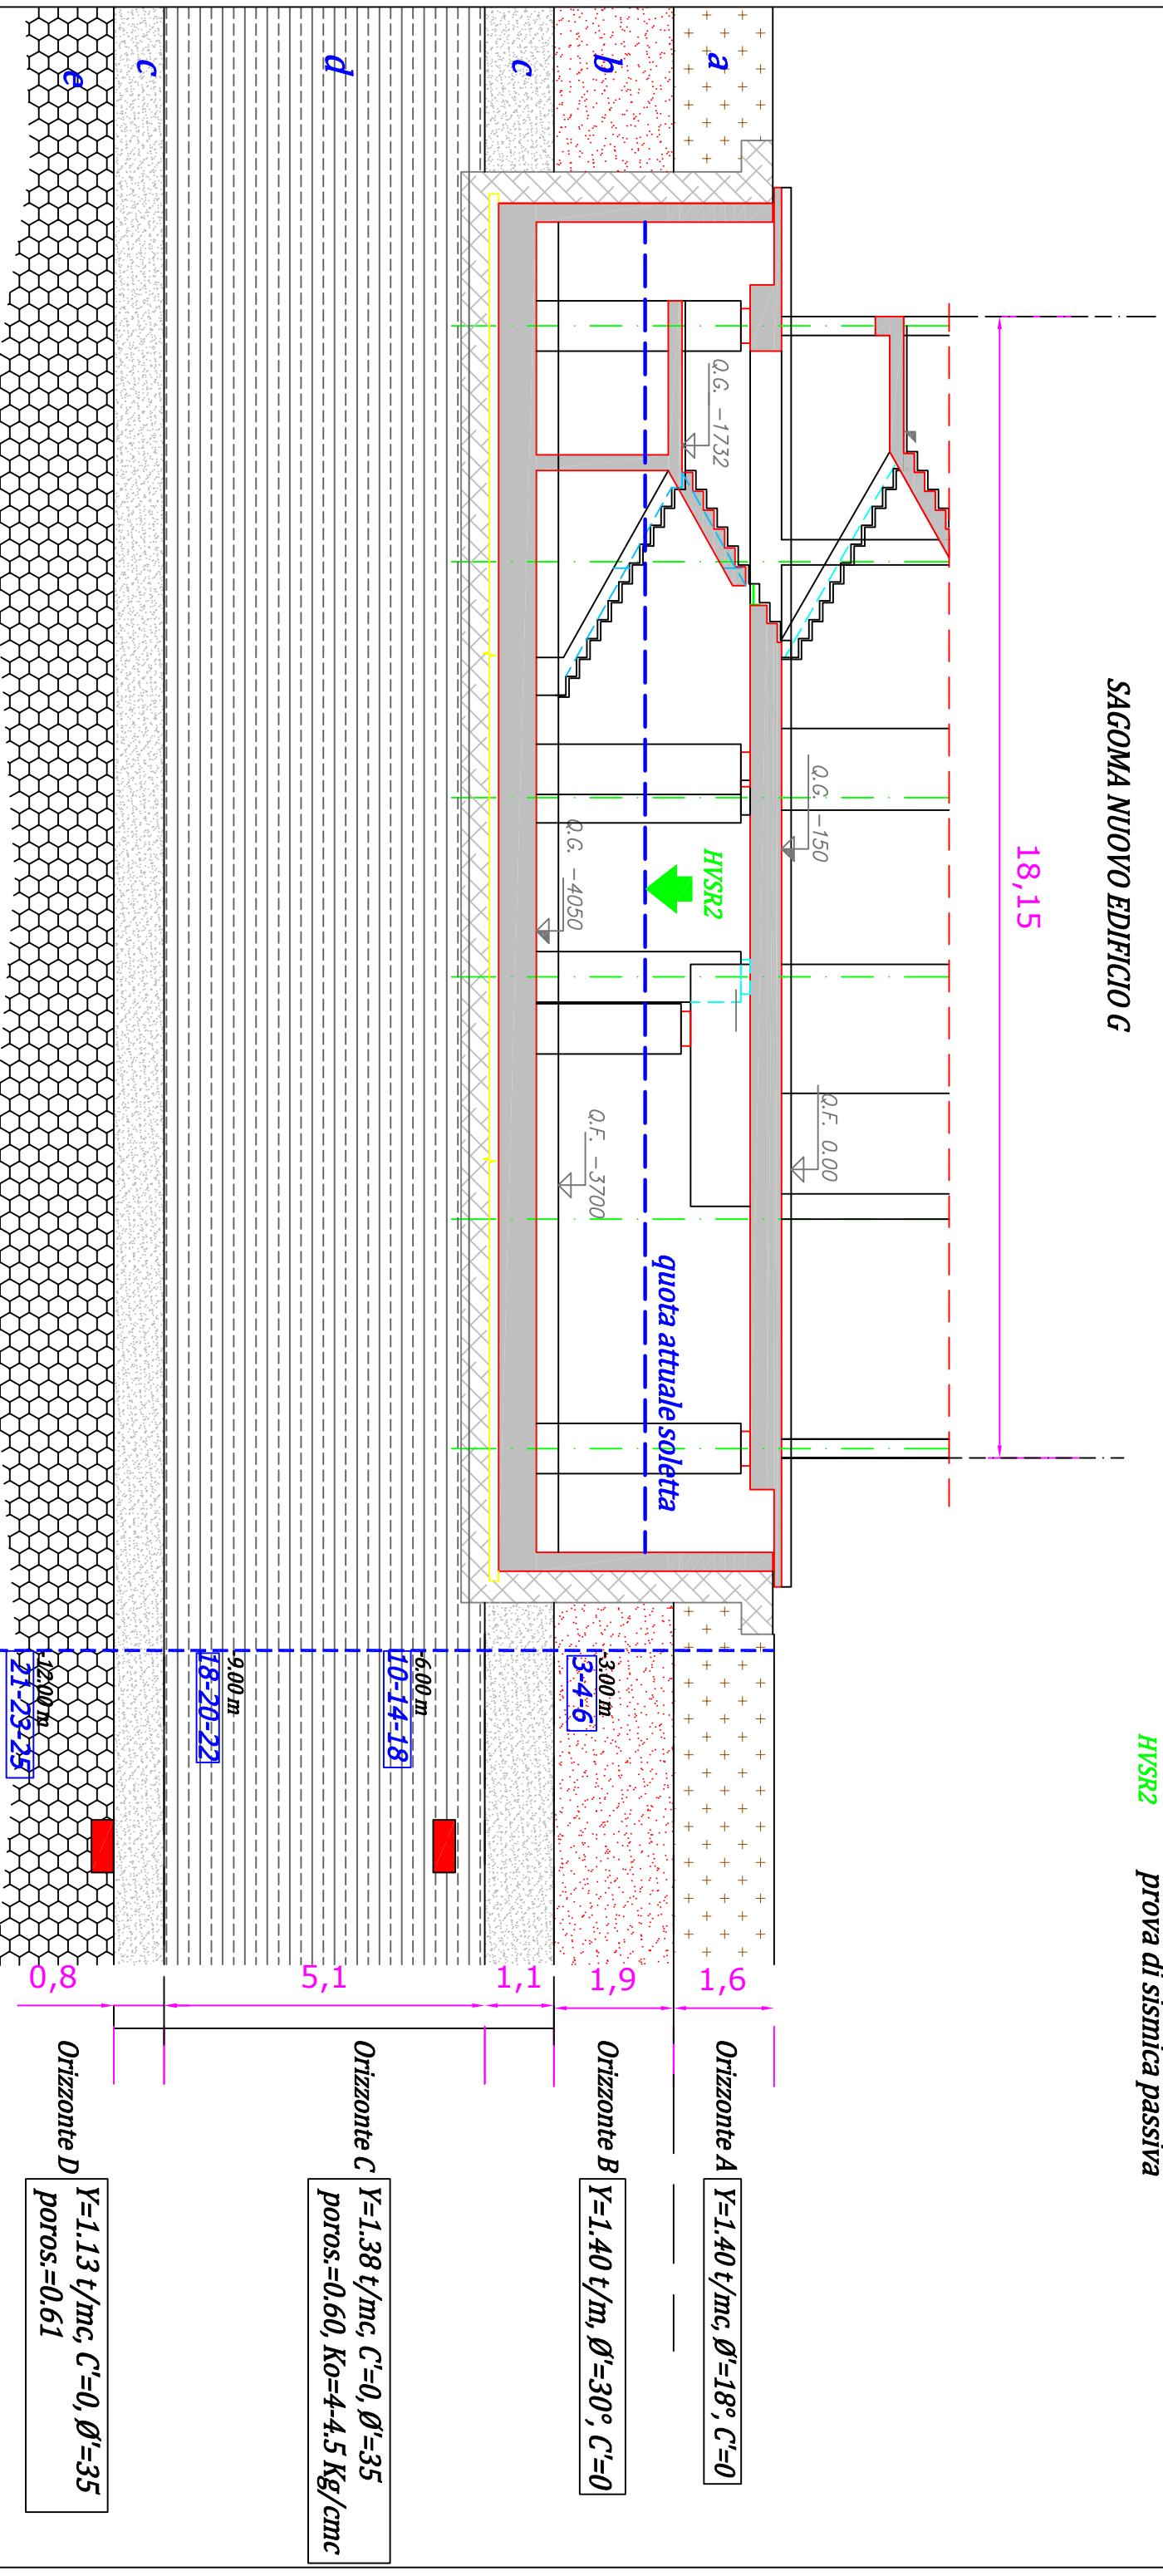 HVSR2 prova di sismica passiva
SAGOMA NUOVO EDIFICIO G
18,15
Q.F. 0.00
Q.G. -150
Q.G. -1732
HVSR2
quota attuale soletta
Q.F. -3700
Q.G. -4050
a
b
c
d
c
e
-3.00 m
3-4-6
-6.00 m
10-14-18
-9.00 m
18-20-22
-12.00 m
21-23-25
1,6
1,9
1,1
5,1
0,8
Orizzonte A Y=1.40 t/mc, Ø'=18°, C'=0
Orizzonte B Y=1.40 t/m, Ø'=30°, C'=0
Orizzonte C Y=1.38 t/mc, C'=0, Ø'=35
poros.=0.60, Ko=4-4.5 Kg/cmc
Orizzonte D Y=1.13 t/mc, C'=0, Ø'=35
poros.=0.61